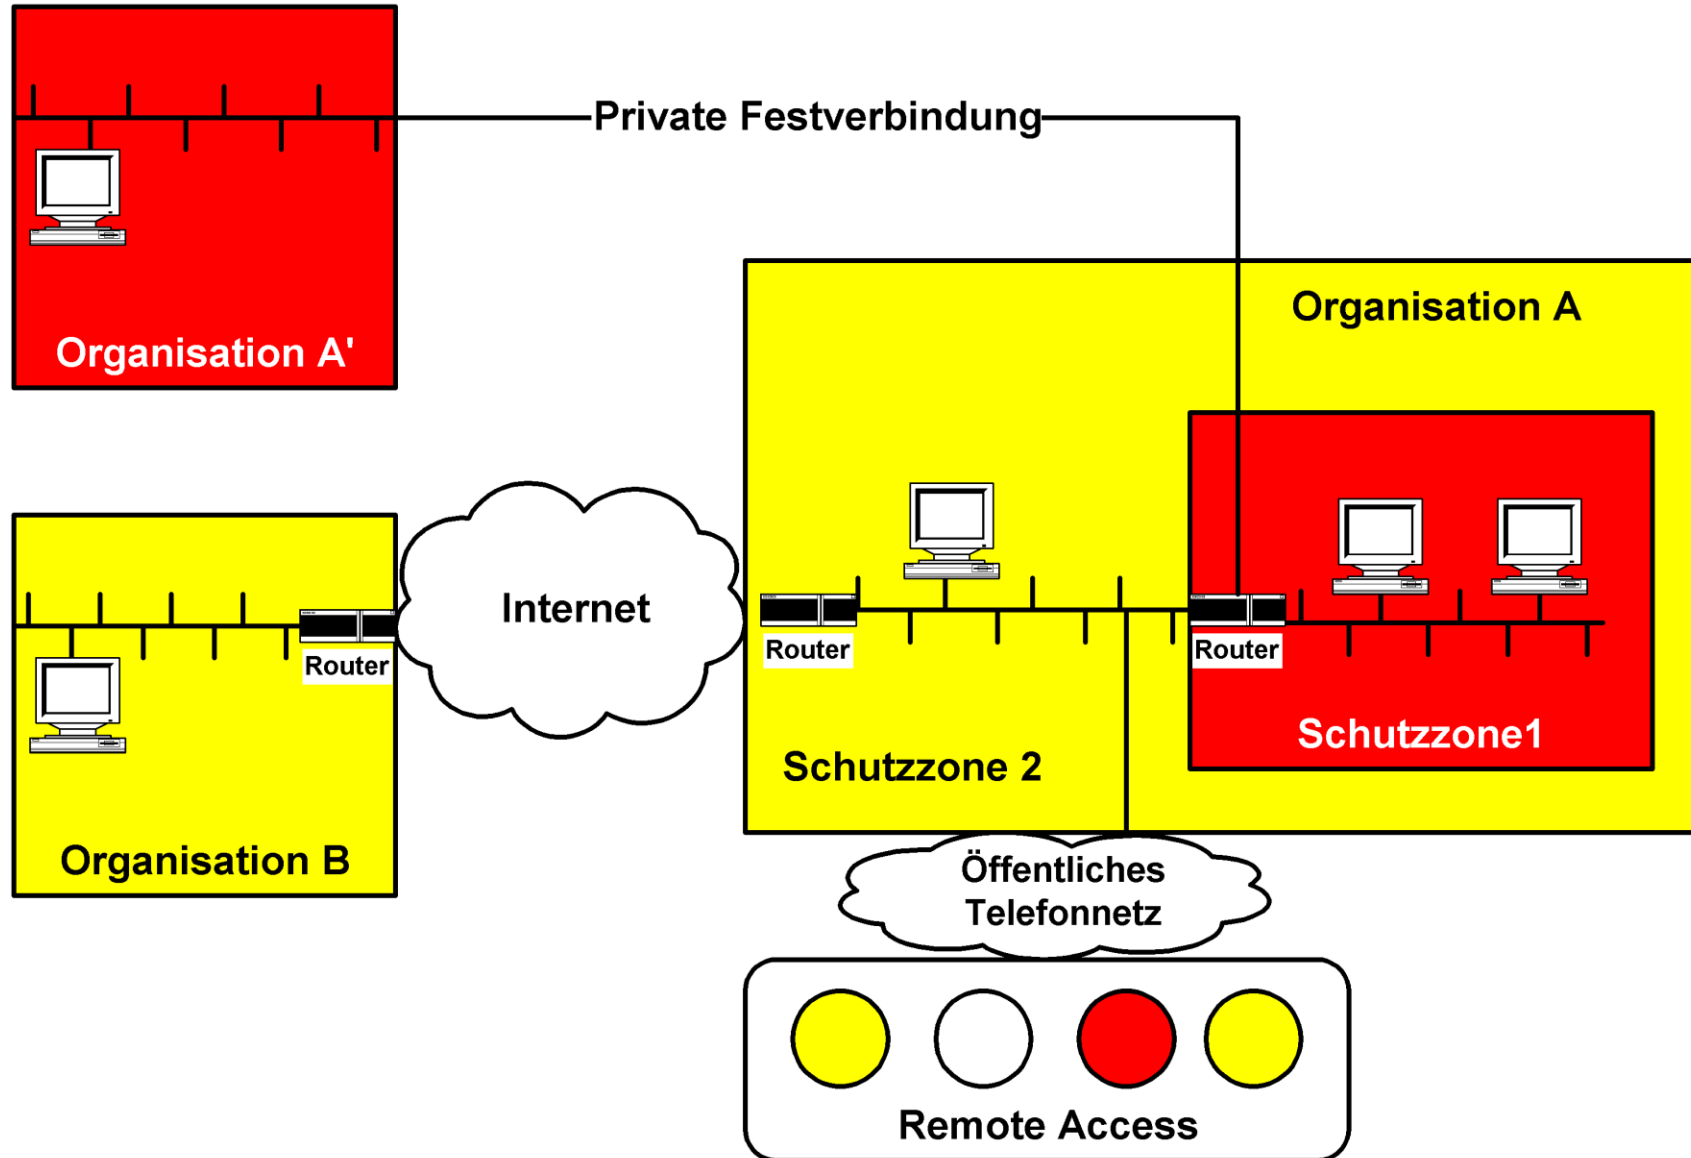 Private Festverbindung
Organisation A'
Organisation A
Internet
Router
Router
Router
Schutzzone1
Schutzzone 2
Organisation B
Öffentliches
Telefonnetz
Remote Access